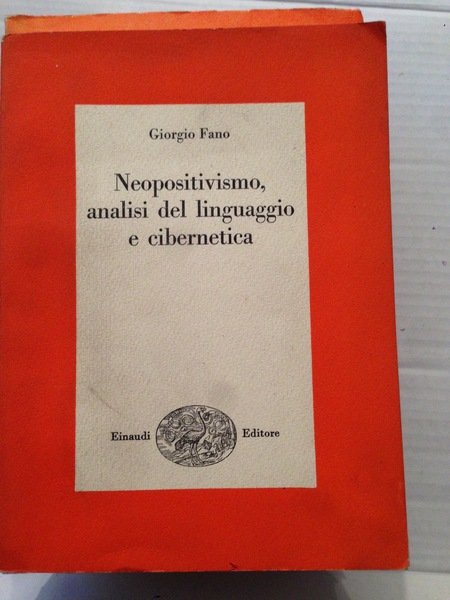 Giorgio Fano
Neopositivismo,
analisi del linguaggio
e cibernetica
Einaudi Editore